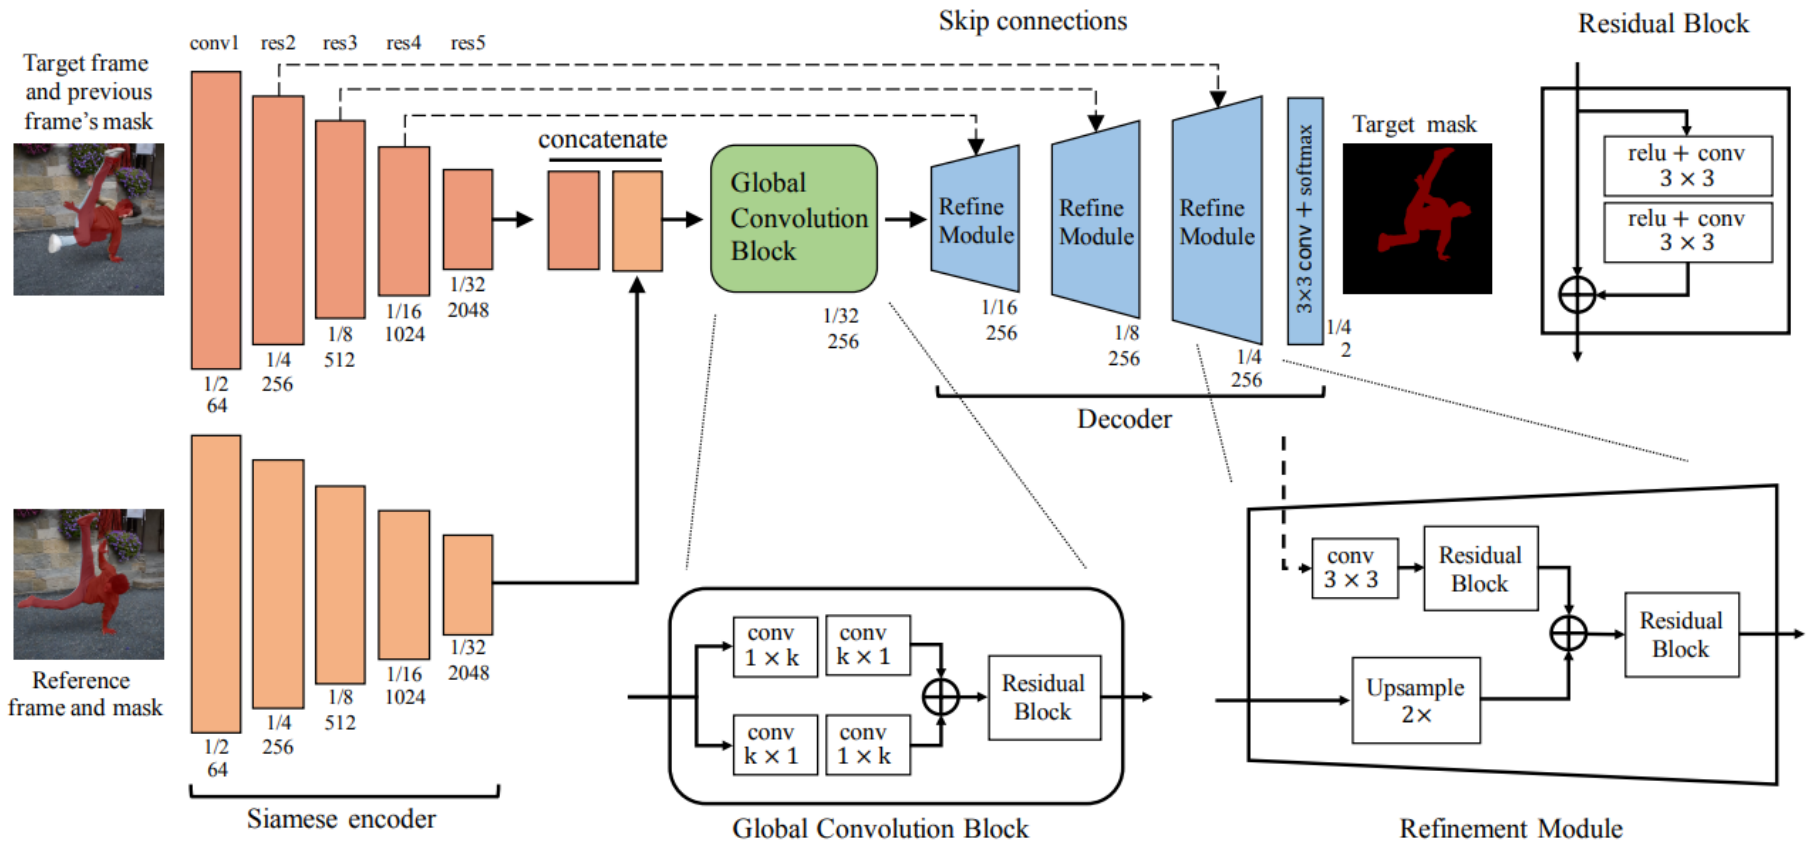 Skip connections
Residual Block
conv1
res2
res3
res4
res5
Target frame
and previous
frame's mask
concatenate
Global
Convolution
Block
Refine
Module
Refine
Module
Refine
Module
3×3 conv + softmax
Target mask
relu + conv
3 × 3
relu + conv
3 × 3
1/2
64
1/4
256
1/8
512
1/16
1024
1/32
2048
1/32
256
1/16
256
1/8
256
1/4
256
1/4
2
Decoder
Reference
frame and mask
1/2
64
1/4
256
1/8
512
1/16
1024
1/32
2048
Siamese encoder
conv
1 × k
conv
k × 1
conv
k × 1
conv
1 × k
Residual
Block
Global Convolution Block
conv
3 × 3
Residual
Block
Upsample
2×
Residual
Block
Refinement Module